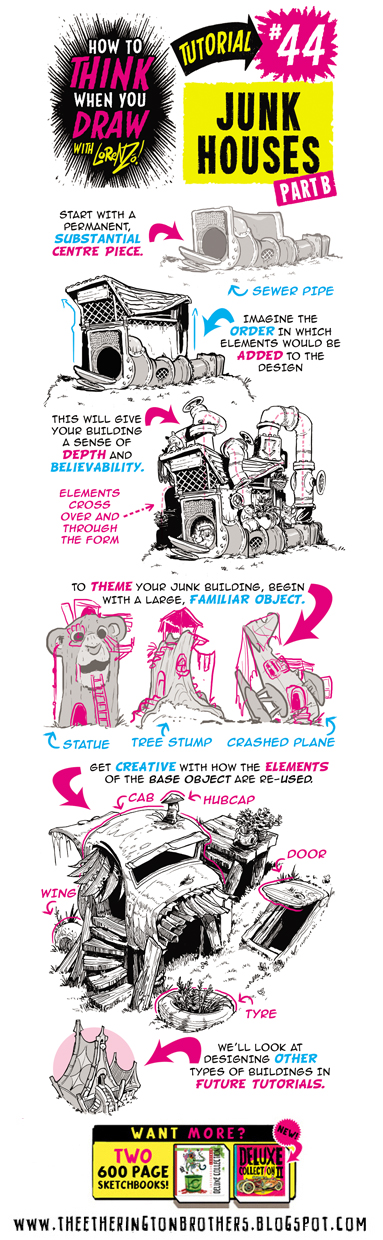 HOW TO
THINK
WHEN YOU
DRAW
WITH LORENZO!
TUTORIAL
#44
JUNK
HOUSES
PART B
START WITH A
PERMANENT,
SUBSTANTIAL
CENTRE PIECE.
SEWER PIPE
IMAGINE THE
ORDER IN WHICH
ELEMENTS WOULD BE
ADDED TO THE
DESIGN
THIS WILL GIVE
YOUR BUILDING
A SENSE OF
DEPTH AND
BELIEVABILITY.
ELEMENTS
CROSS
OVER AND
THROUGH
THE FORM
TO THEME YOUR JUNK BUILDING, BEGIN
WITH A LARGE, FAMILIAR OBJECT.
STATUE
TREE STUMP
CRASHED PLANE
GET CREATIVE WITH HOW THE ELEMENTS
OF THE BASE OBJECT ARE RE-USED.
CAB
HUBCAP
DOOR
WING
TYRE
WE'LL LOOK AT
DESIGNING OTHER
TYPES OF BUILDINGS IN
FUTURE TUTORIALS.
WANT MORE?
NEW!
TWO
600 PAGE
SKETCHBOOKS!
DELUXE COLLECTION
DELUXE
COLLECTION II
WWW.THEETHERINGTONBROTHERS.BLOGSPOT.COM